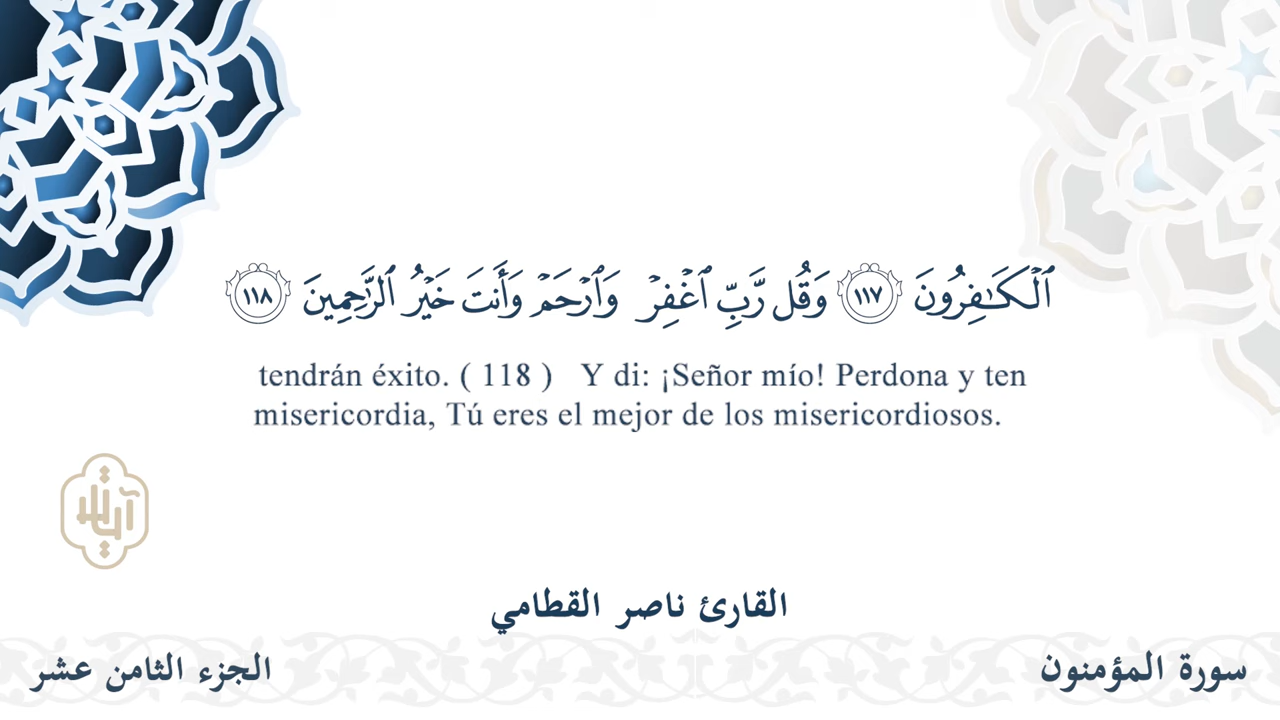 ٱلۡكَـٰفِرُونَ ١١٧ وَقُل رَّبِّ ٱغۡفِرۡ وَٱرۡحَمۡ وَأَنتَ خَيۡرُ ٱلرَّٰحِمِينَ ١١٨
tendrán éxito. ( 118 ) Y di: ¡Señor mío! Perdona y ten
misericordia, Tú eres el mejor de los misericordiosos.
آيات
القارئ ناصر القطامي
سورة المؤمنون
الجزء الثامن عشر